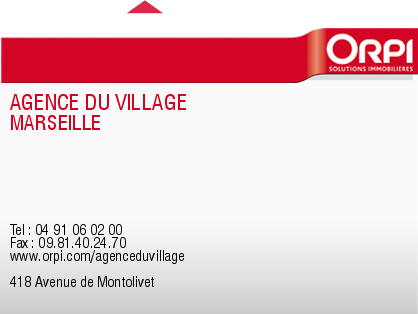 ORPI
SOLUTIONS IMMOBILIÈRES
AGENCE DU VILLAGE
MARSEILLE
Tel : 04 91 06 02 00
Fax : 09.81.40.24.70
www.orpi.com/agenceduvillage
418 Avenue de Montolivet